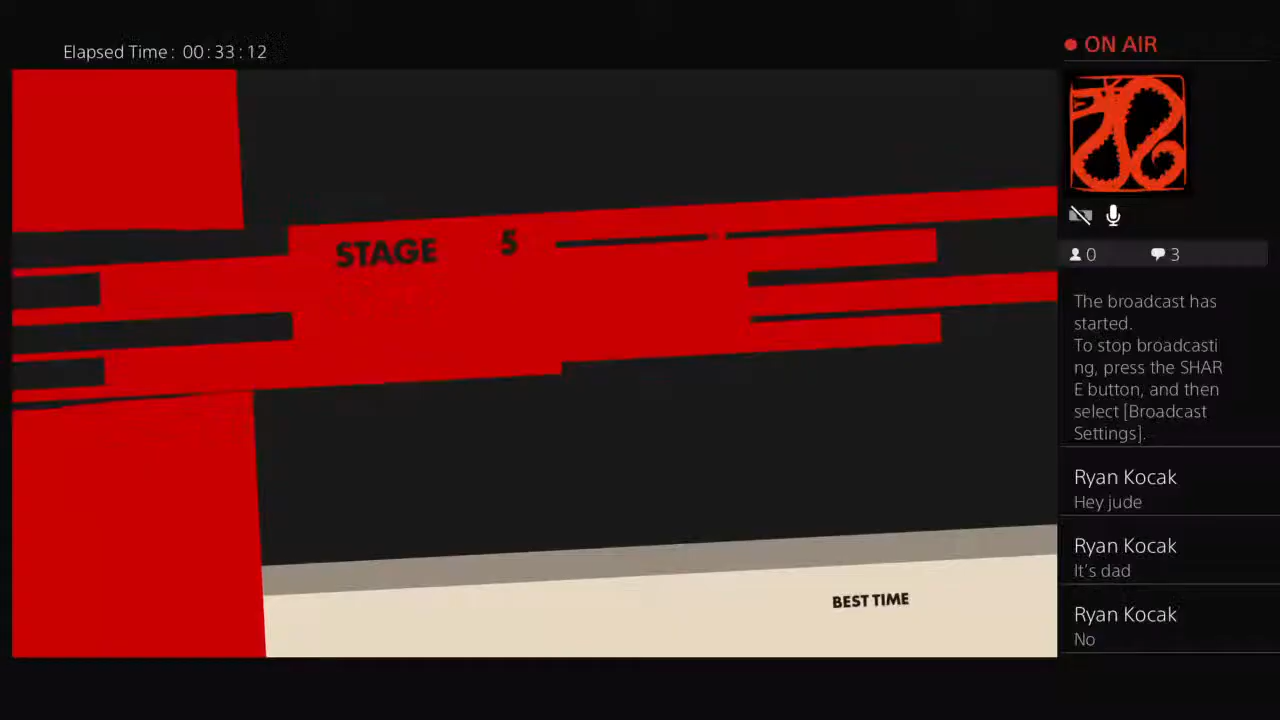 Elapsed Time: 00:33:12
ON AIR
STAGE 5
BEST TIME
0 3
The broadcast has
started.
To stop broadcasti
ng, press the SHAR
E button, and then
select [Broadcast
Settings].
Ryan Kocak
Hey jude
Ryan Kocak
It's dad
Ryan Kocak
No